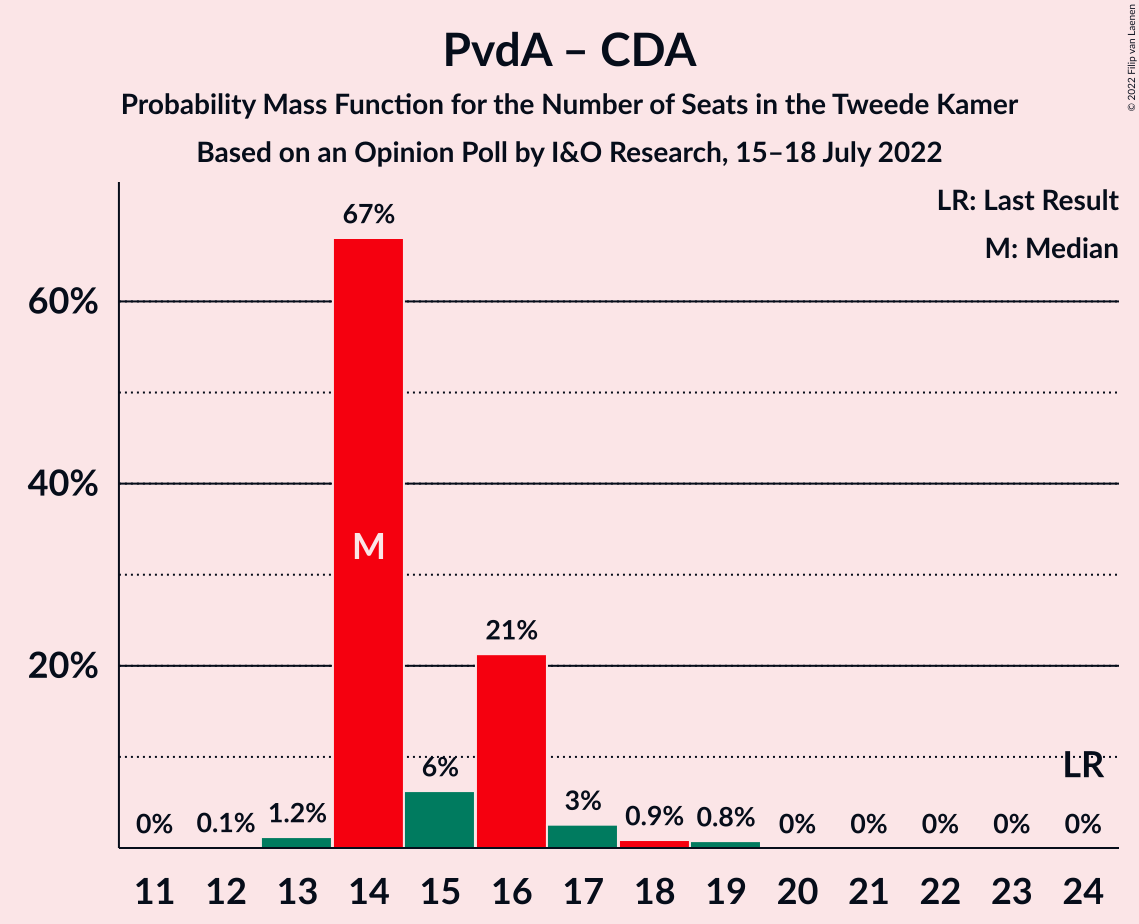 PvdA – CDA
Probability Mass Function for the Number of Seats in the Tweede Kamer
Based on an Opinion Poll by I&O Research, 15–18 July 2022
© 2022 Filip van Laenen
LR: Last Result
M: Median
60%
40%
20%
0%
0.1%
1.2%
67%
M
6%
21%
3%
0.9%
0.8%
0%
0%
0%
0%
0%
LR
11 12 13 14 15 16 17 18 19 20 21 22 23 24